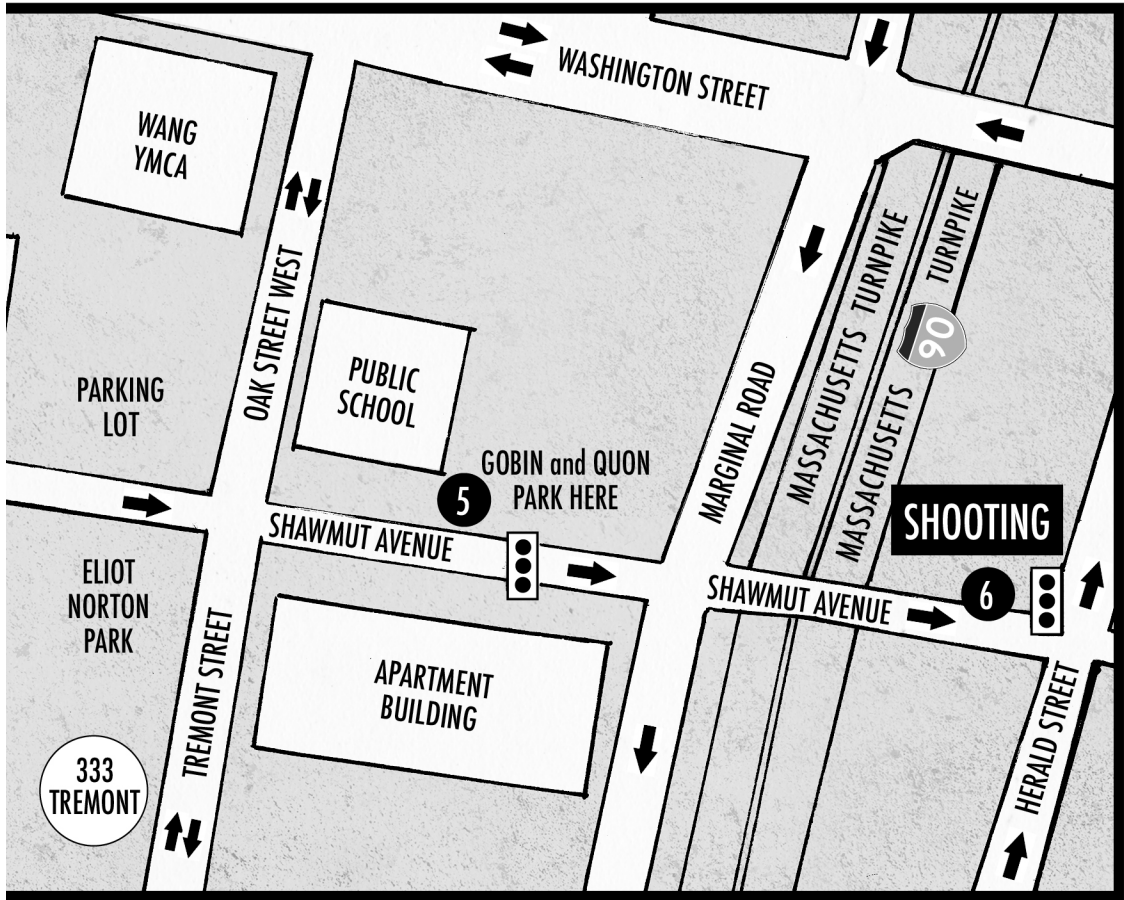 WASHINGTON STREET
WANG
YMCA
OAK STREET WEST
MASSACHUSETTS TURNPIKE
MASSACHUSETTS TURNPIKE
90
PUBLIC
SCHOOL
PARKING
LOT
MARGINAL ROAD
GOBIN and QUON
PARK HERE
5
SHOOTING
SHAWMUT AVENUE
ELIOT
NORTON
PARK
SHAWMUT AVENUE
6
TREMONT STREET
APARTMENT
BUILDING
HERALD STREET
333
TREMONT